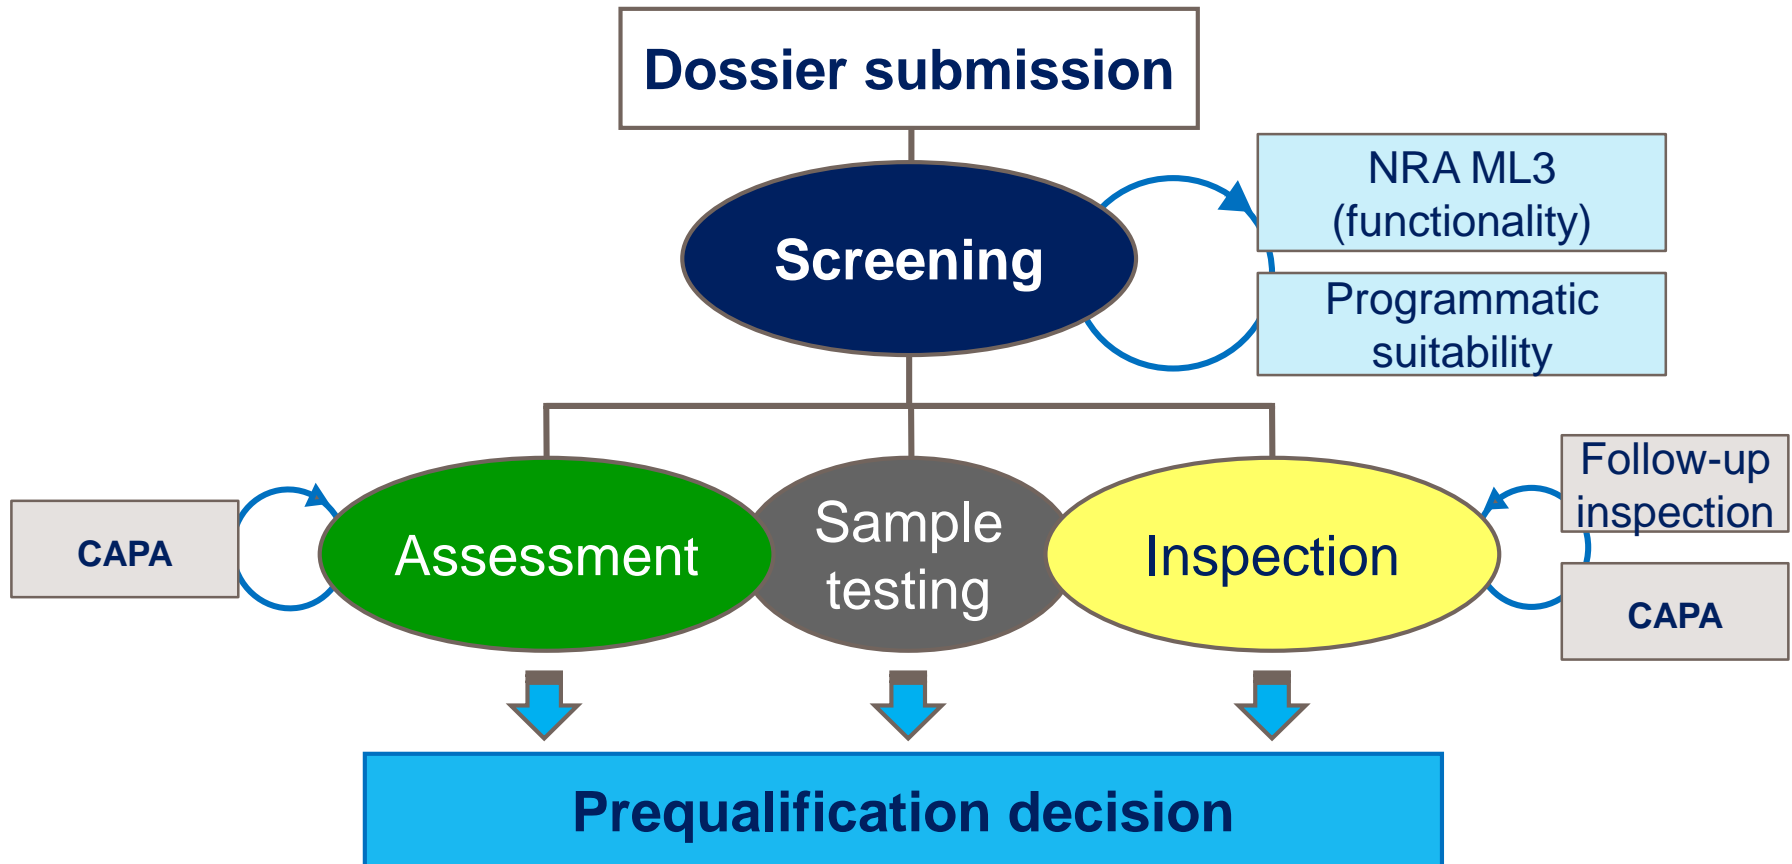 Dossier submission
NRA ML3
(functionality)
Screening
Programmatic
suitability
Follow-up
inspection
CAPA
Assessment
Sample
testing
Inspection
CAPA
Prequalification decision